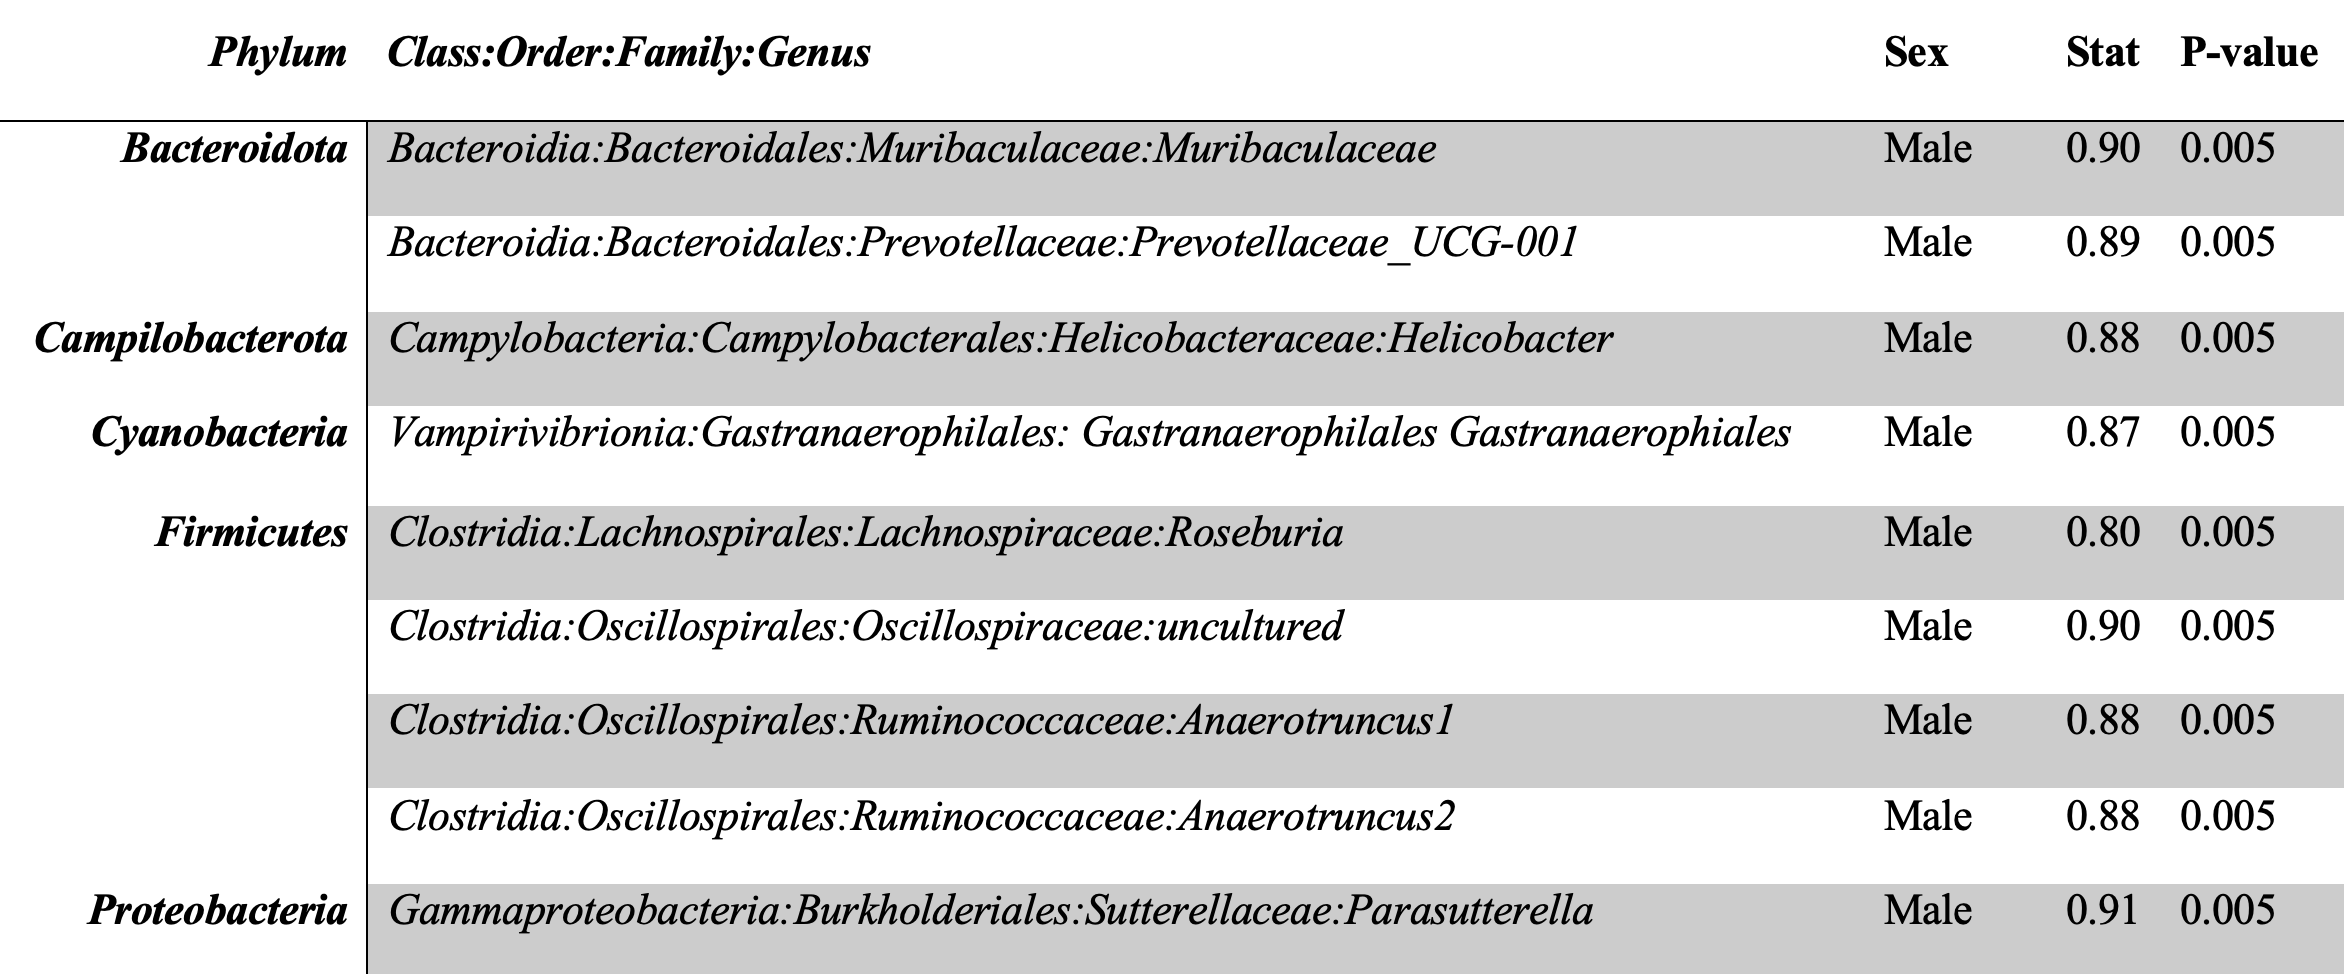 Phylum Class:Order:Family:Genus Sex Stat P-value
Bacteroidota Bacteroidia:Bacteroidales:Muribaculaceae:Muribaculaceae Male 0.90 0.005
Bacteroidia:Bacteroidales:Prevotellaceae:Prevotellaceae_UCG-001 Male 0.89 0.005
Campilobacterota Campylobacteria:Campylobacterales:Helicobacteraceae:Helicobacter Male 0.88 0.005
Cyanobacteria Vampirivibrionia:Gastranaerophilales: Gastranaerophilales Gastranaerophiales Male 0.87 0.005
Firmicutes Clostridia:Lachnospirales:Lachnospiraceae:Roseburia Male 0.80 0.005
Clostridia:Oscillospirales:Oscillospiraceae:uncultured Male 0.90 0.005
Clostridia:Oscillospirales:Ruminococcaceae:Anaerotruncus1 Male 0.88 0.005
Clostridia:Oscillospirales:Ruminococcaceae:Anaerotruncus2 Male 0.88 0.005
Proteobacteria Gammaproteobacteria:Burkholderiales:Sutterellaceae:Parasutterella Male 0.91 0.005